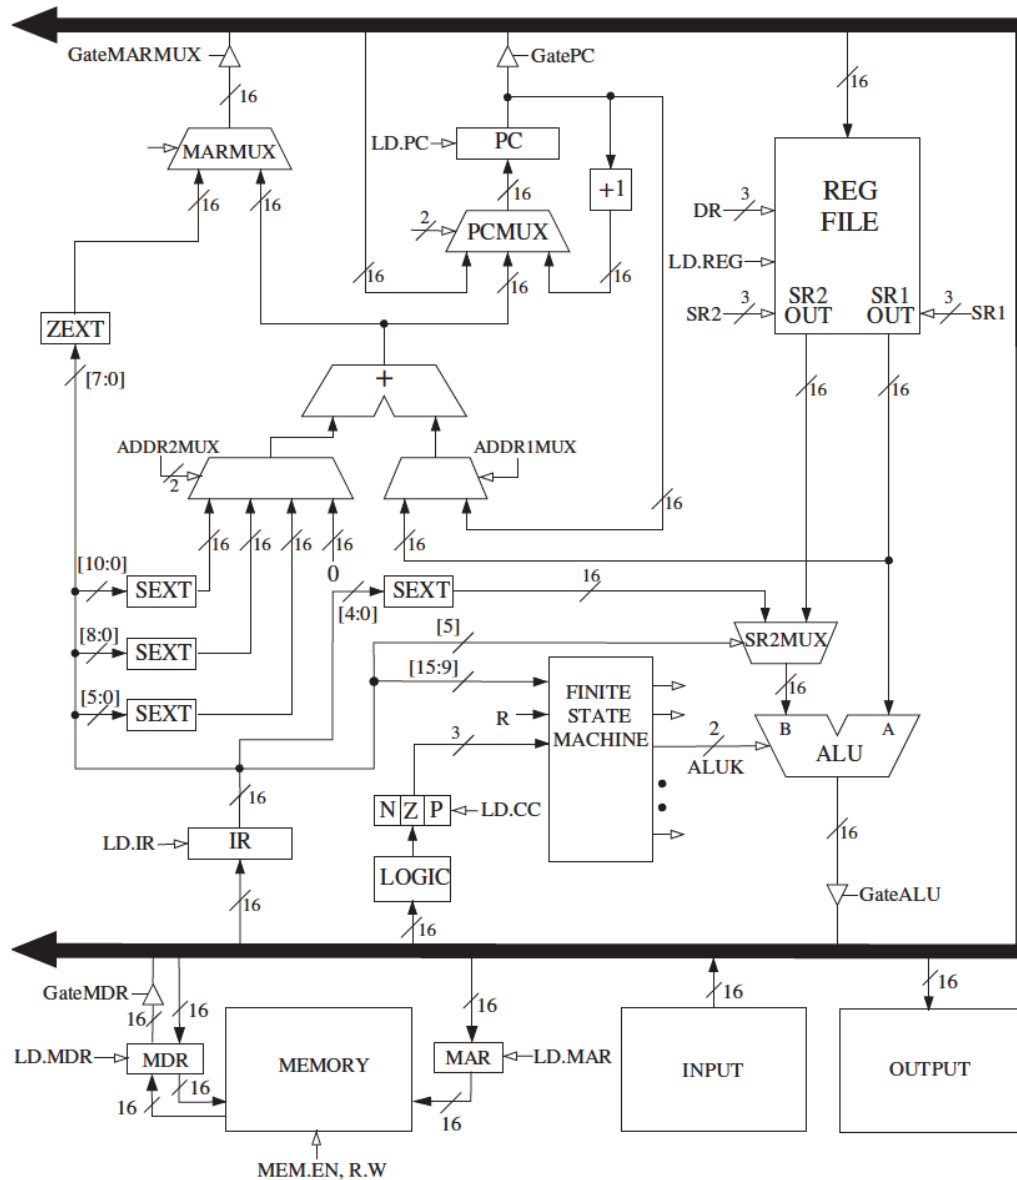 GateMARMUX
GatePC
16
16
MARMUX
LD.PC
PC
16
16
16
+1
2
PCMUX
REG
FILE
DR
3
LD.REG
16
16
16
SR2
3
SR2
OUT
SR1
OUT
3
SR1
ZEXT
[7:0]
+
16
16
ADDR2MUX
2
ADDR1MUX
16
16
16
16
16
16
0
[10:0]
SEXT
[4:0]
SEXT
16
[8:0]
SEXT
[5]
SR2MUX
[15:9]
16
[5:0]
SEXT
FINITE
STATE
MACHINE
R
3
2
ALUK
B
A
ALU
16
N Z P
LD.CC
LD.IR
IR
16
LOGIC
16
16
GateALU
GateMDR
16
16
16
16
16
LD.MDR
MDR
MEMORY
MAR
LD.MAR
INPUT
OUTPUT
16
16
16
MEM.EN, R.W